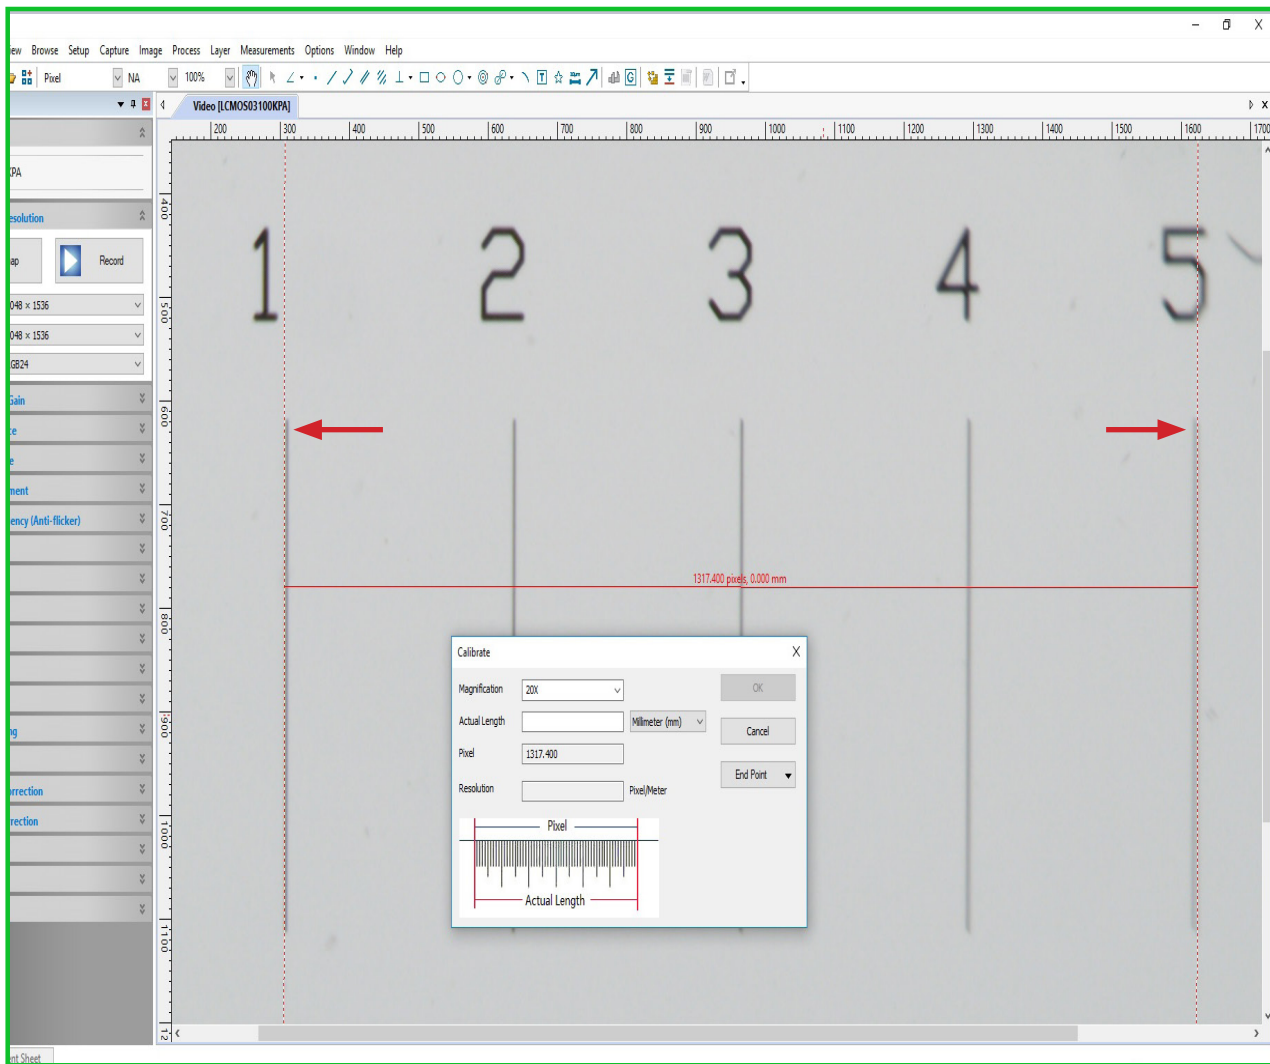 iew Browse Setup Capture Image Process Layer Measurements Options Window Help
Pixel NA 100%
Video [LCMOS03100KPA]
200 300 400 500 600 700 800 900 1000 1100 1200 1300 1400 1500 1600 1700
KPA
esolution
ap Record
048 × 1536
048 × 1536
GB24
Gain
ce
e
ment
ency (Anti-flicker)
ng
rrection
rection
400
500
600
700
800
900
1000
1100
12
1 2 3 4 5
1317.400 pixels, 0.000 mm
Calibrate X
Magnification 20X OK
Actual Length Millimeter (mm) Cancel
Pixel 1317.400
End Point
Resolution Pixel/Meter
Pixel
Actual Length
ent Sheet